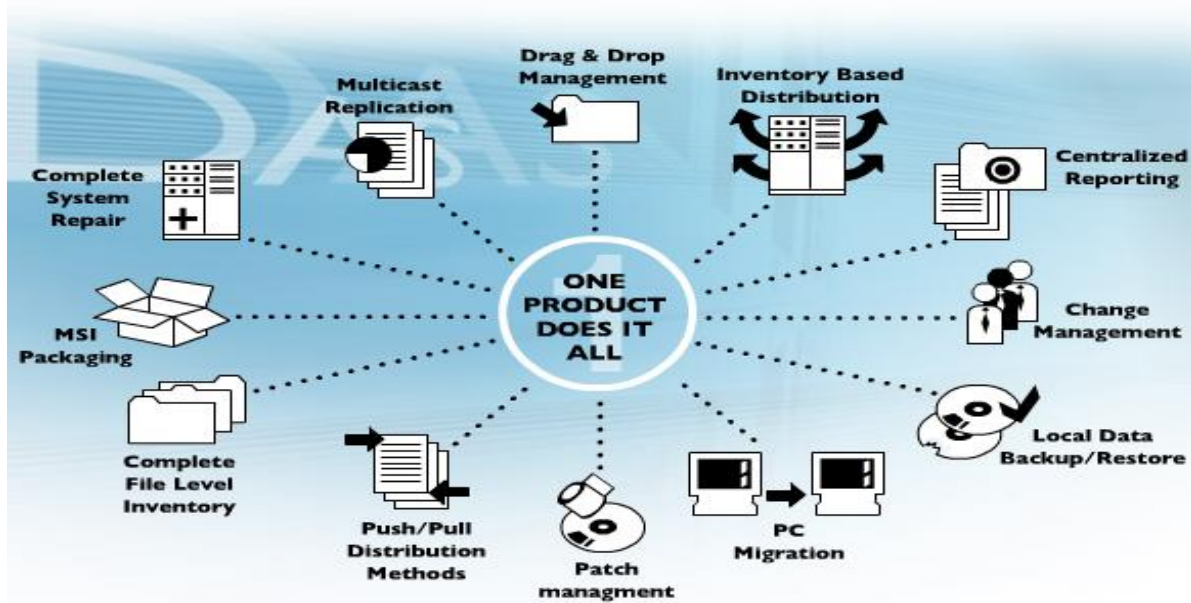 Drag & Drop
Management
Inventory Based
Distribution
Multicast
Replication
Centralized
Reporting
Complete
System
Repair
ONE
PRODUCT
DOES IT
ALL
1
MSI
Packaging
Change
Management
Local Data
Backup/Restore
Complete
File Level
Inventory
Push/Pull
Distribution
Methods
Patch
managment
PC
Migration